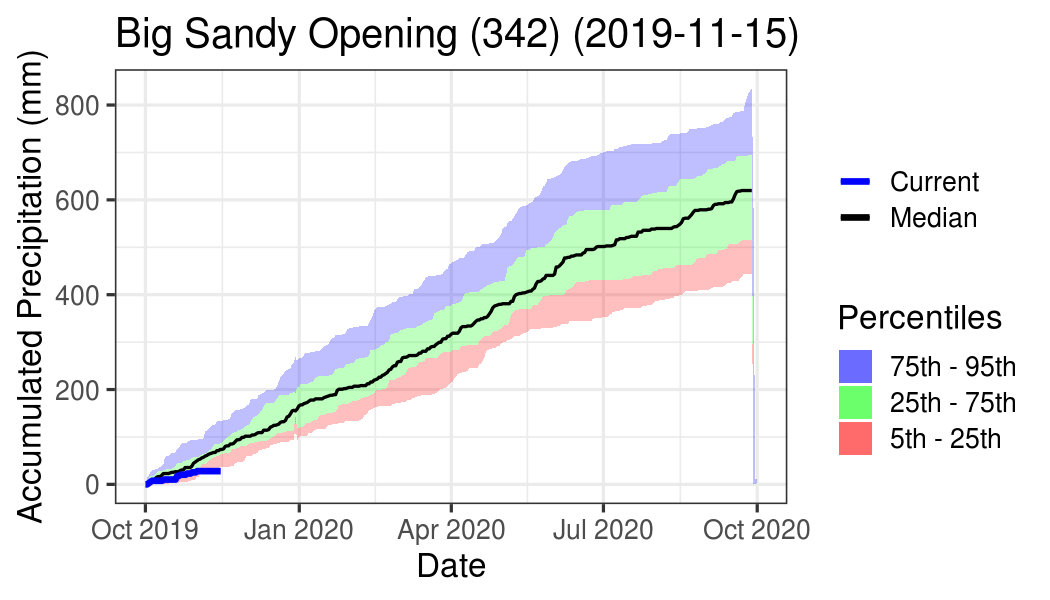 Big Sandy Opening (342) (2019-11-15)
Accumulated Precipitation (mm)
800
600
400
200
0
Oct 2019
Jan 2020
Apr 2020
Jul 2020
Oct 2020
Date
Current
Median
Percentiles
75th - 95th
25th - 75th
5th - 25th